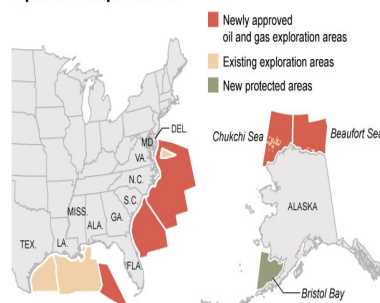 Newly approved
oil and gas exploration areas
Existing exploration areas
New protected areas
DEL.
MD.
VA.
N.C.
S.C.
MISS.
ALA.
GA.
TEX.
LA.
FLA.
Chukchi Sea
Beaufort Sea
ALASKA
Bristol Bay